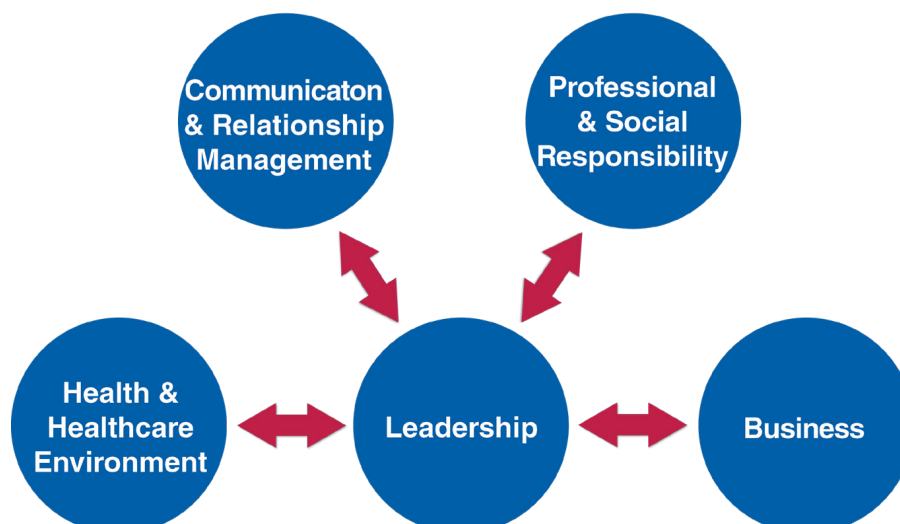 Communicaton
& Relationship
Management
Professional
& Social
Responsibility
Health &
Healthcare
Environment
Leadership
Business